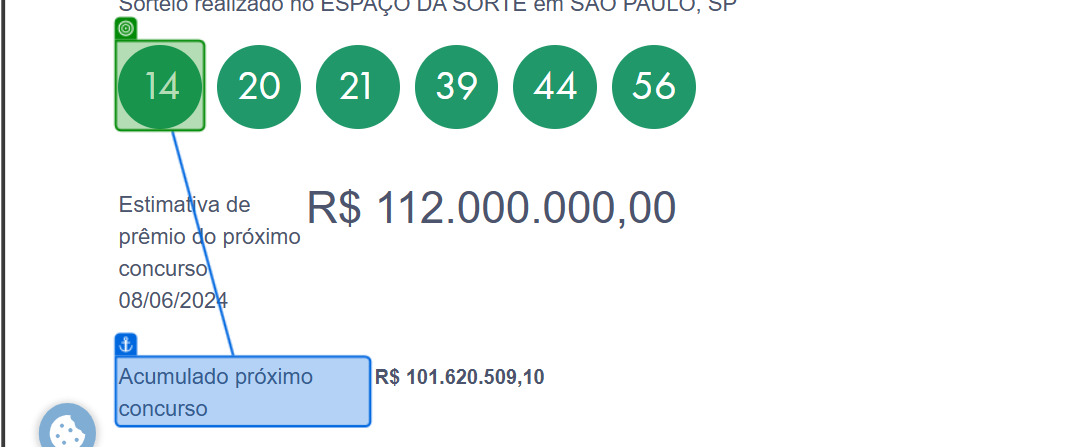 Sorteio realizado no ESPAÇO DA SORTE em SÃO PAULO, SP
14 20 21 39 44 56
Estimativa de
prêmio do próximo
concurso
08/06/2024
R$ 112.000.000,00
Acumulado próximo
concurso
R$ 101.620.509,10